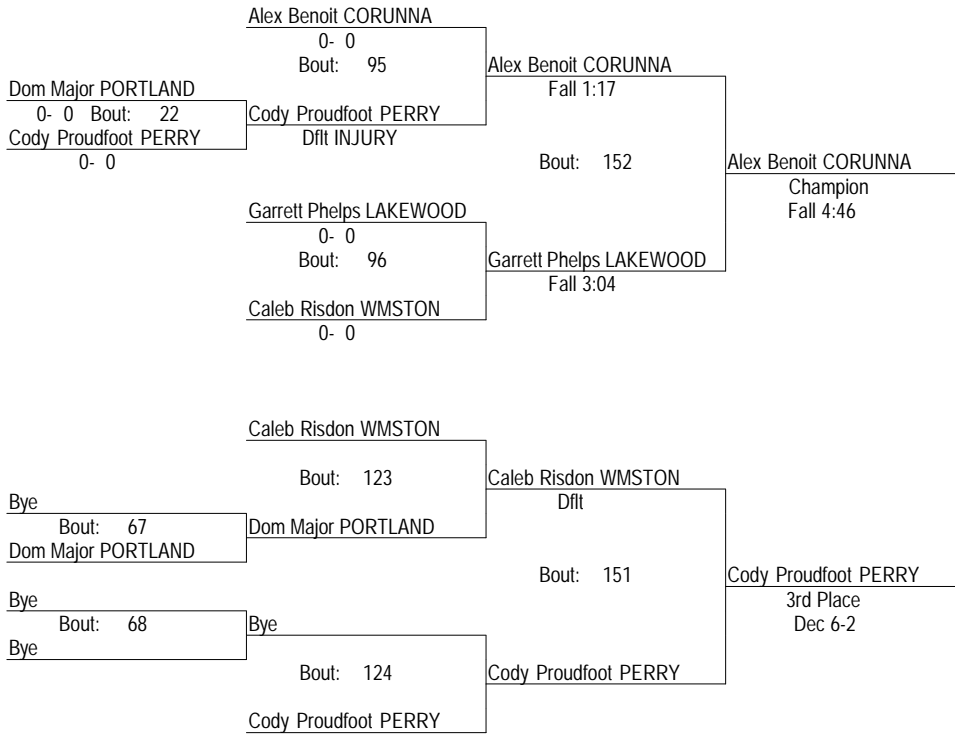 Alex Benoit CORUNNA
0- 0
Bout: 95
Alex Benoit CORUNNA
Fall 1:17
Dom Major PORTLAND
0- 0 Bout: 22
Cody Proudfoot PERRY
Dflt INJURY
Cody Proudfoot PERRY
0- 0
Bout: 152
Alex Benoit CORUNNA
Champion
Fall 4:46
Garrett Phelps LAKEWOOD
0- 0
Bout: 96
Garrett Phelps LAKEWOOD
Fall 3:04
Caleb Risdon WMSTON
0- 0
Caleb Risdon WMSTON
Bout: 123
Caleb Risdon WMSTON
Dflt
Bye
Bout: 67
Dom Major PORTLAND
Dom Major PORTLAND
Bout: 151
Cody Proudfoot PERRY
3rd Place
Dec 6-2
Bye
Bout: 68
Bye
Bye
Bout: 124
Cody Proudfoot PERRY
Cody Proudfoot PERRY